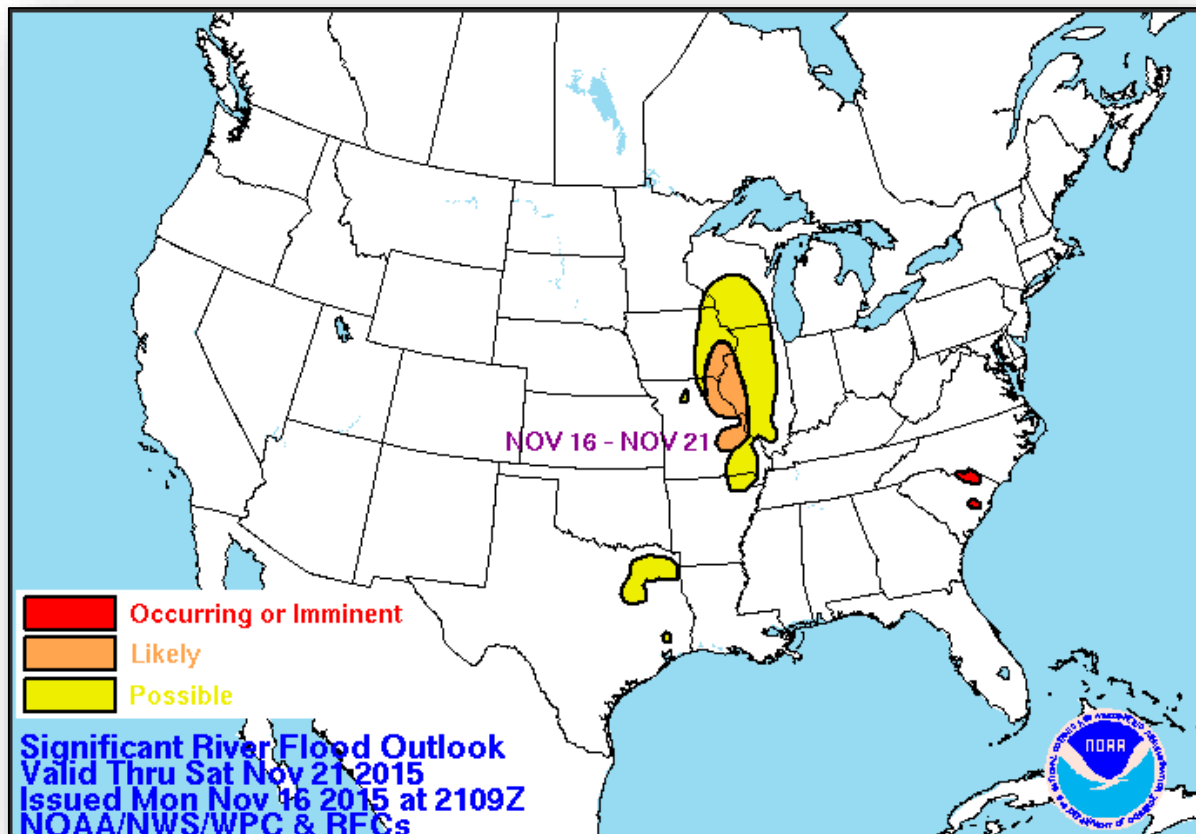 NOV 16 - NOV 21
Occurring or Imminent
Likely
Possible
Significant River Flood Outlook
Valid Thru Sat Nov 21 2015
Issued Mon Nov 16 2015 at 2109Z
NOAA/NWS/WPC & RFCs
NOAA